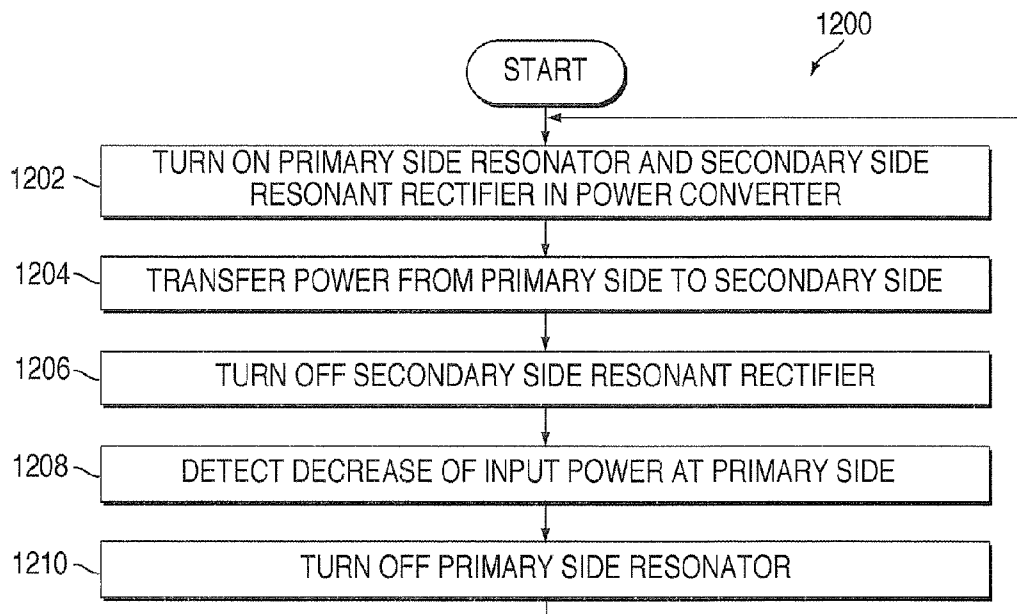 1200
START
1202
TURN ON PRIMARY SIDE RESONATOR AND SECONDARY SIDE
RESONANT RECTIFIER IN POWER CONVERTER
1204
TRANSFER POWER FROM PRIMARY SIDE TO SECONDARY SIDE
1206
TURN OFF SECONDARY SIDE RESONANT RECTIFIER
1208
DETECT DECREASE OF INPUT POWER AT PRIMARY SIDE
1210
TURN OFF PRIMARY SIDE RESONATOR